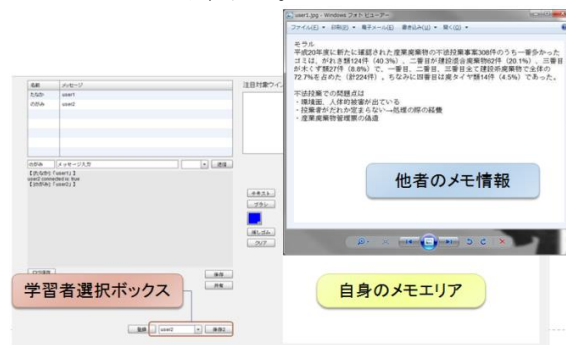 user1.jpg - Windows フォト ビューアー
ファイル(F) 印刷(P) 電子メール(E) 書き込み(U) 開く(O)
モラル
平成20年度に新たに確認された産業廃棄物の不法投棄事案308件のうち一番多かった
ゴミは、がれき類124件（40.3%）、二番目が建設混合廃棄物62件（20.1%）、三番目
が木くず類27件（8.8%）で、一番目、二番目、三番目全て建設系廃棄物で全体の
72.7%を占めた（計224件）。ちなみに四番目は廃タイヤ類14件（4.5%）であった。
不法投棄での問題点は
・環境面、人体的被害が出ている
・投棄者がだれか定まらない→処理の際の経費
・産業廃棄物管理票の偽造
他者のメモ情報
名前 メッセージ
たなか user1
のがみ user2
注目対象ウィン
のがみ メッセージ入力 送信
【(たなか)「user1」】
user2 connected is: true
【(のがみ)「user2」】
テキスト
ブラシ
消しゴム
クリア
保存
共有
学習者選択ボックス
自身のメモエリア
登録 user2